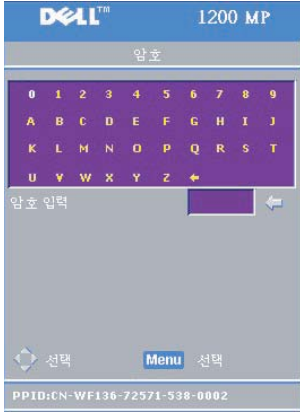 DELL™ 1200 MP
암호
0 1 2 3 4 5 6 7 8 9
A B C D E F G H I J
K L M N O P Q R S T
U V W X Y Z ←
암호 입력
선택 Menu 선택
PPID:CN-WF136-72571-538-0002